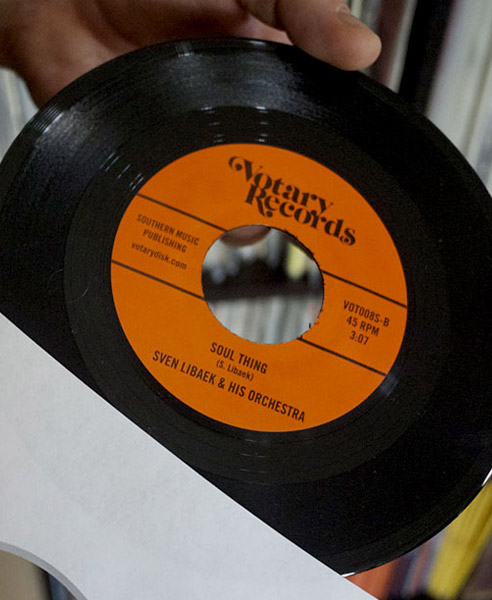 Votary
Records
SOUTHERN MUSIC
PUBLISHING
votarydisk.com
VOT008S-B
45 RPM
3:07
SOUL THING
(S. Libaek)
SVEN LIBAEK & HIS ORCHESTRA